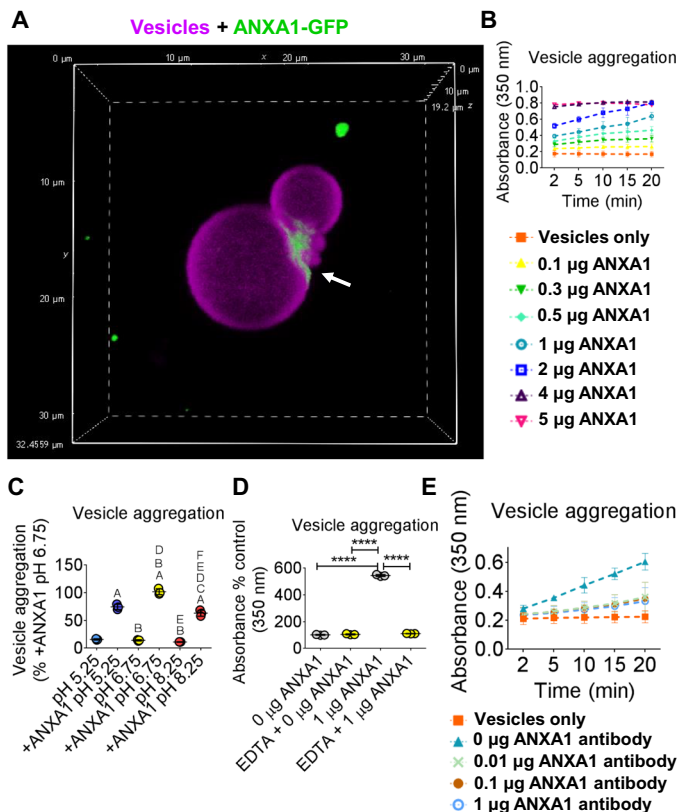 A
Vesicles + ANXA1-GFP
0 µm
10 µm
x
20 µm
30 µm
0 µm
10 µm
19.2 µm
z
10 µm
y
20 µm
30 µm
32.4559 µm
B
Vesicle aggregation
Absorbance (350 nm)
1.0
0.8
0.6
0.4
0.2
0.0
2 5 10 15 20
Time (min)
Vesicles only
0.1 µg ANXA1
0.3 µg ANXA1
0.5 µg ANXA1
1 µg ANXA1
2 µg ANXA1
4 µg ANXA1
5 µg ANXA1
C
Vesicle aggregation
Vesicle aggregation
(% +ANXA1 pH 6.75)
150
100
50
0
A
B
D
B
A
E
B
F
E
D
C
A
pH 5.25
+ANXA1 pH 5.25
pH 6.75
+ANXA1 pH 6.75
pH 8.25
+ANXA1 pH 8.25
D
Vesicle aggregation
Absorbance % control
(350 nm)
600
400
200
0
****
**** ****
0 µg ANXA1
EDTA + 0 µg ANXA1
1 µg ANXA1
EDTA + 1 µg ANXA1
E
Vesicle aggregation
Absorbance (350 nm)
0.6
0.4
0.2
0.0
2 5 10 15 20
Time (min)
Vesicles only
0 µg ANXA1 antibody
0.01 µg ANXA1 antibody
0.1 µg ANXA1 antibody
1 µg ANXA1 antibody